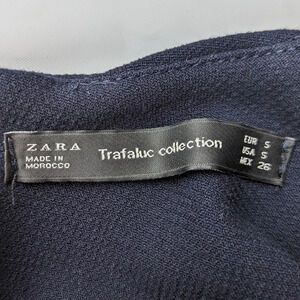 ZARA
MADE IN
MOROCCO
Trafaluc collection
EUR S
USA S
MEX 26